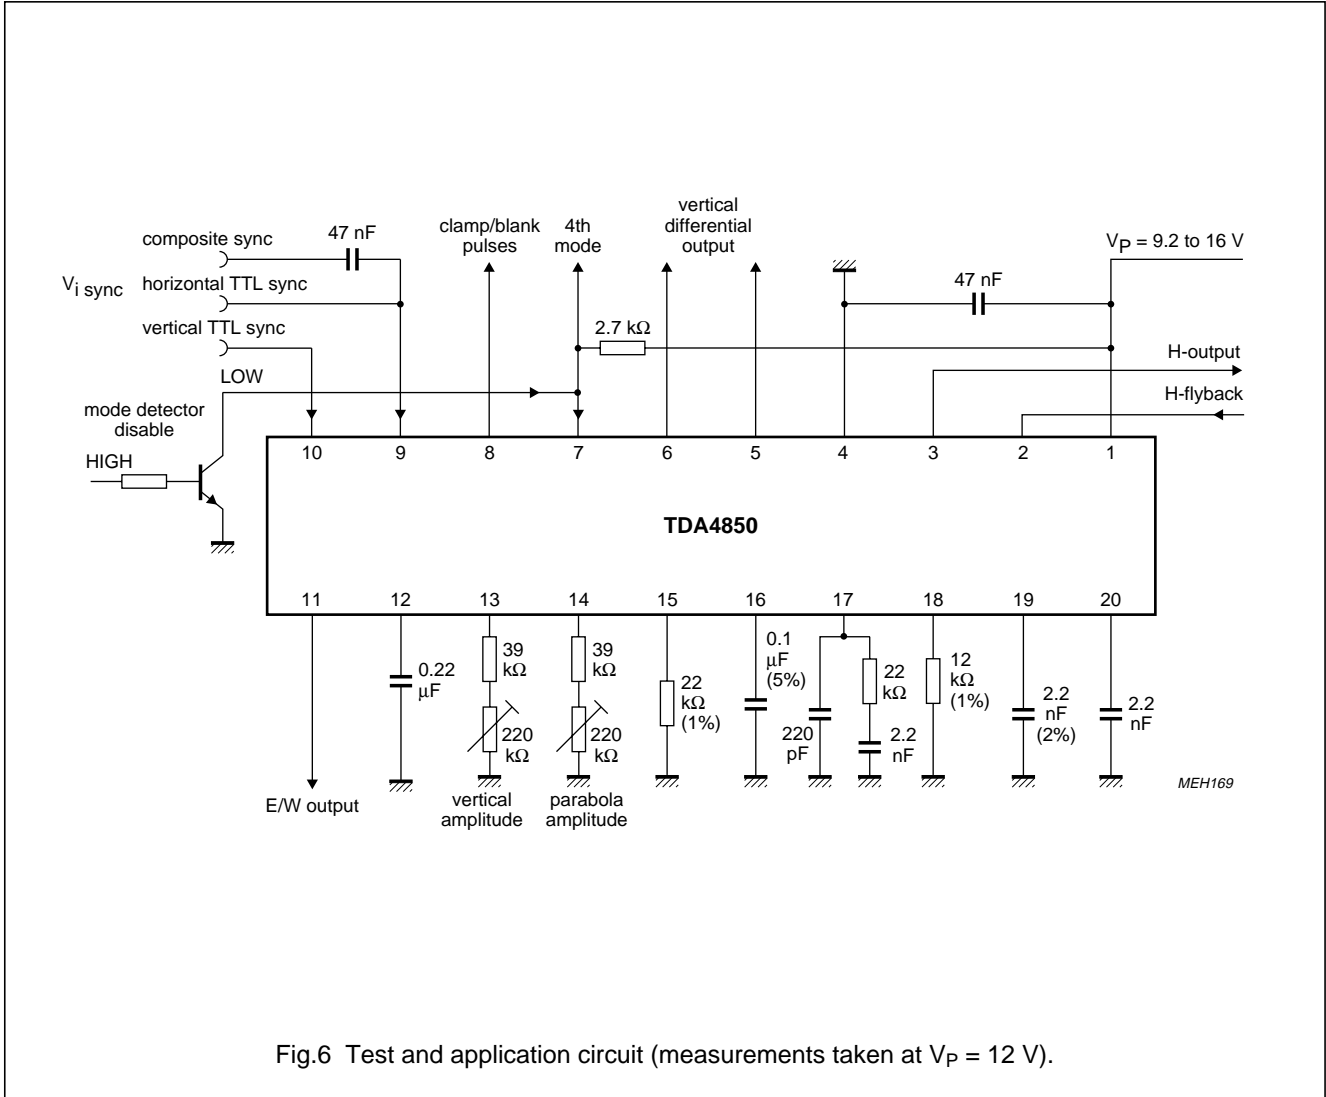 vertical
differential
output
clamp/blank
pulses
4th
mode
composite sync
47 nF
VP = 9.2 to 16 V
Vi sync
horizontal TTL sync
47 nF
vertical TTL sync
2.7 kΩ
H-output
LOW
H-flyback
mode detector
disable
HIGH
10 9 8 7 6 5 4 3 2 1
TDA4850
11 12 13 14 15 16 17 18 19 20
0.22
μF
39
kΩ
220
kΩ
39
kΩ
220
kΩ
22
kΩ
(1%)
0.1
μF
(5%)
220
pF
22
kΩ
2.2
nF
12
kΩ
(1%)
2.2
nF
(2%)
2.2
nF
E/W output
vertical
amplitude
parabola
amplitude
MEH169
Fig.6 Test and application circuit (measurements taken at VP = 12 V).